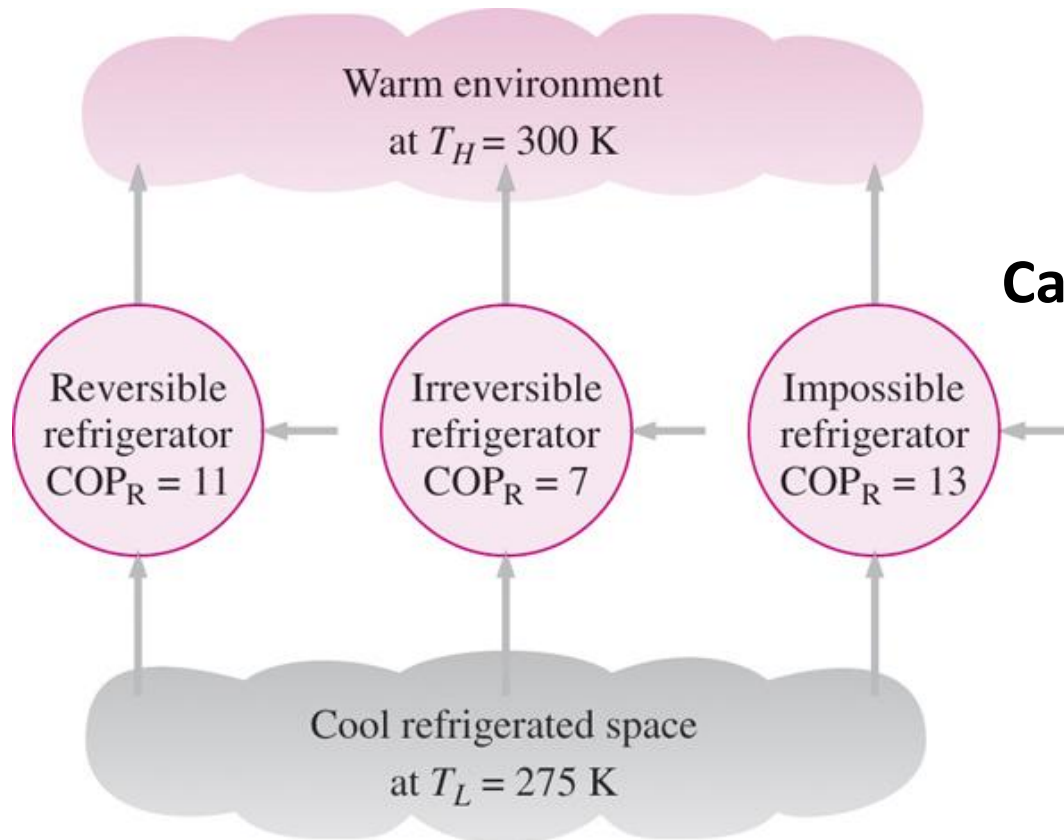 Warm environment
at T_H = 300 K
Ca
Reversible
refrigerator
COP_R = 11
Irreversible
refrigerator
COP_R = 7
Impossible
refrigerator
COP_R = 13
Cool refrigerated space
at T_L = 275 K